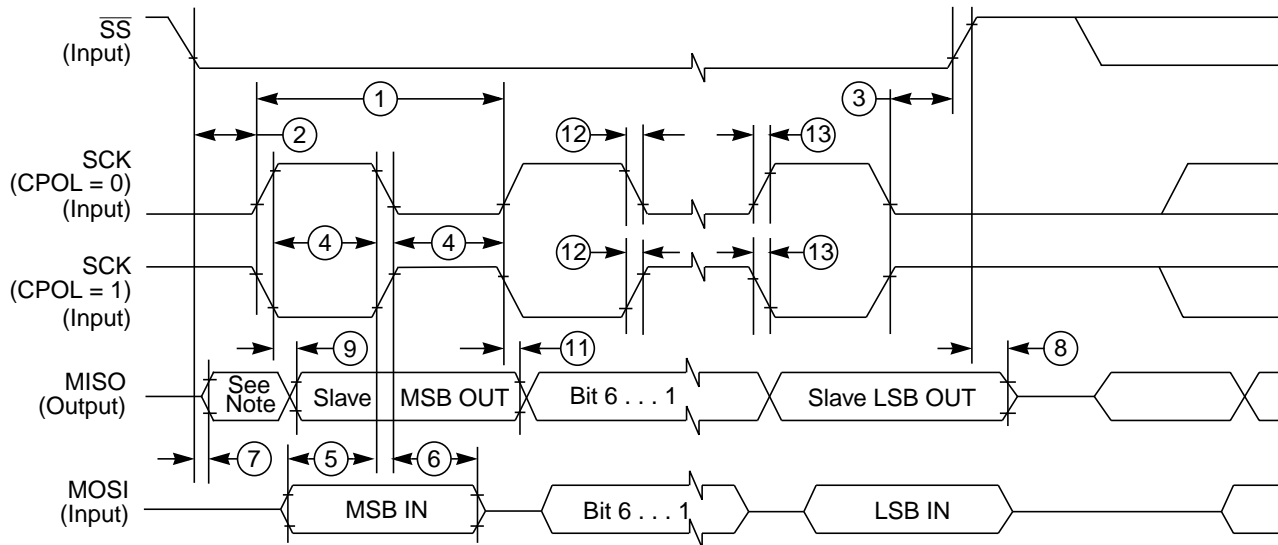 SS
(Input)
1
3
2
12
13
SCK
(CPOL = 0)
(Input)
4
4
12
13
SCK
(CPOL = 1)
(Input)
9
11
8
MISO
(Output)
See
Note
Slave
MSB OUT
Bit 6 . . . 1
Slave LSB OUT
7
5
6
MOSI
(Input)
MSB IN
Bit 6 . . . 1
LSB IN